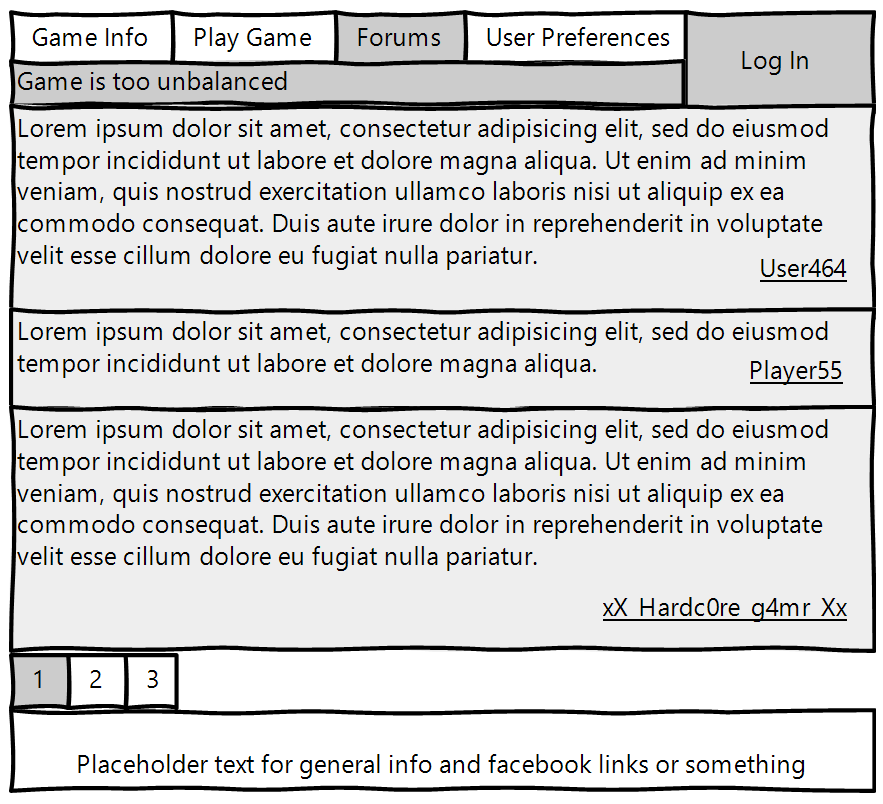 Game Info Play Game Forums User Preferences Log In
Game is too unbalanced
Lorem ipsum dolor sit amet, consectetur adipisicing elit, sed do eiusmod
tempor incididunt ut labore et dolore magna aliqua. Ut enim ad minim
veniam, quis nostrud exercitation ullamco laboris nisi ut aliquip ex ea
commodo consequat. Duis aute irure dolor in reprehenderit in voluptate
velit esse cillum dolore eu fugiat nulla pariatur.
User464
Lorem ipsum dolor sit amet, consectetur adipisicing elit, sed do eiusmod
tempor incididunt ut labore et dolore magna aliqua.
Player55
Lorem ipsum dolor sit amet, consectetur adipisicing elit, sed do eiusmod
tempor incididunt ut labore et dolore magna aliqua. Ut enim ad minim
veniam, quis nostrud exercitation ullamco laboris nisi ut aliquip ex ea
commodo consequat. Duis aute irure dolor in reprehenderit in voluptate
velit esse cillum dolore eu fugiat nulla pariatur.
xX_Hardc0re_g4mr_Xx
1 2 3
Placeholder text for general info and facebook links or something